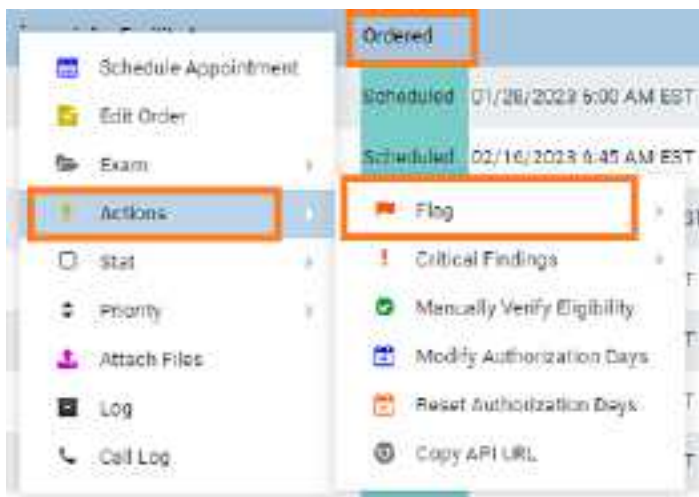 Ordered
Schedule Appointment
Scheduled 01/26/2023 6:00 AM EST
Edit Order
Exam
Scheduled 02/16/2023 6:45 AM EST
Actions
Flag
Stat
Critical Findings
Priority
Manually Verify Eligibility
Attach Files
Modify Authorization Days
Log
Reset Authorization Days
Call Log
Copy API URL